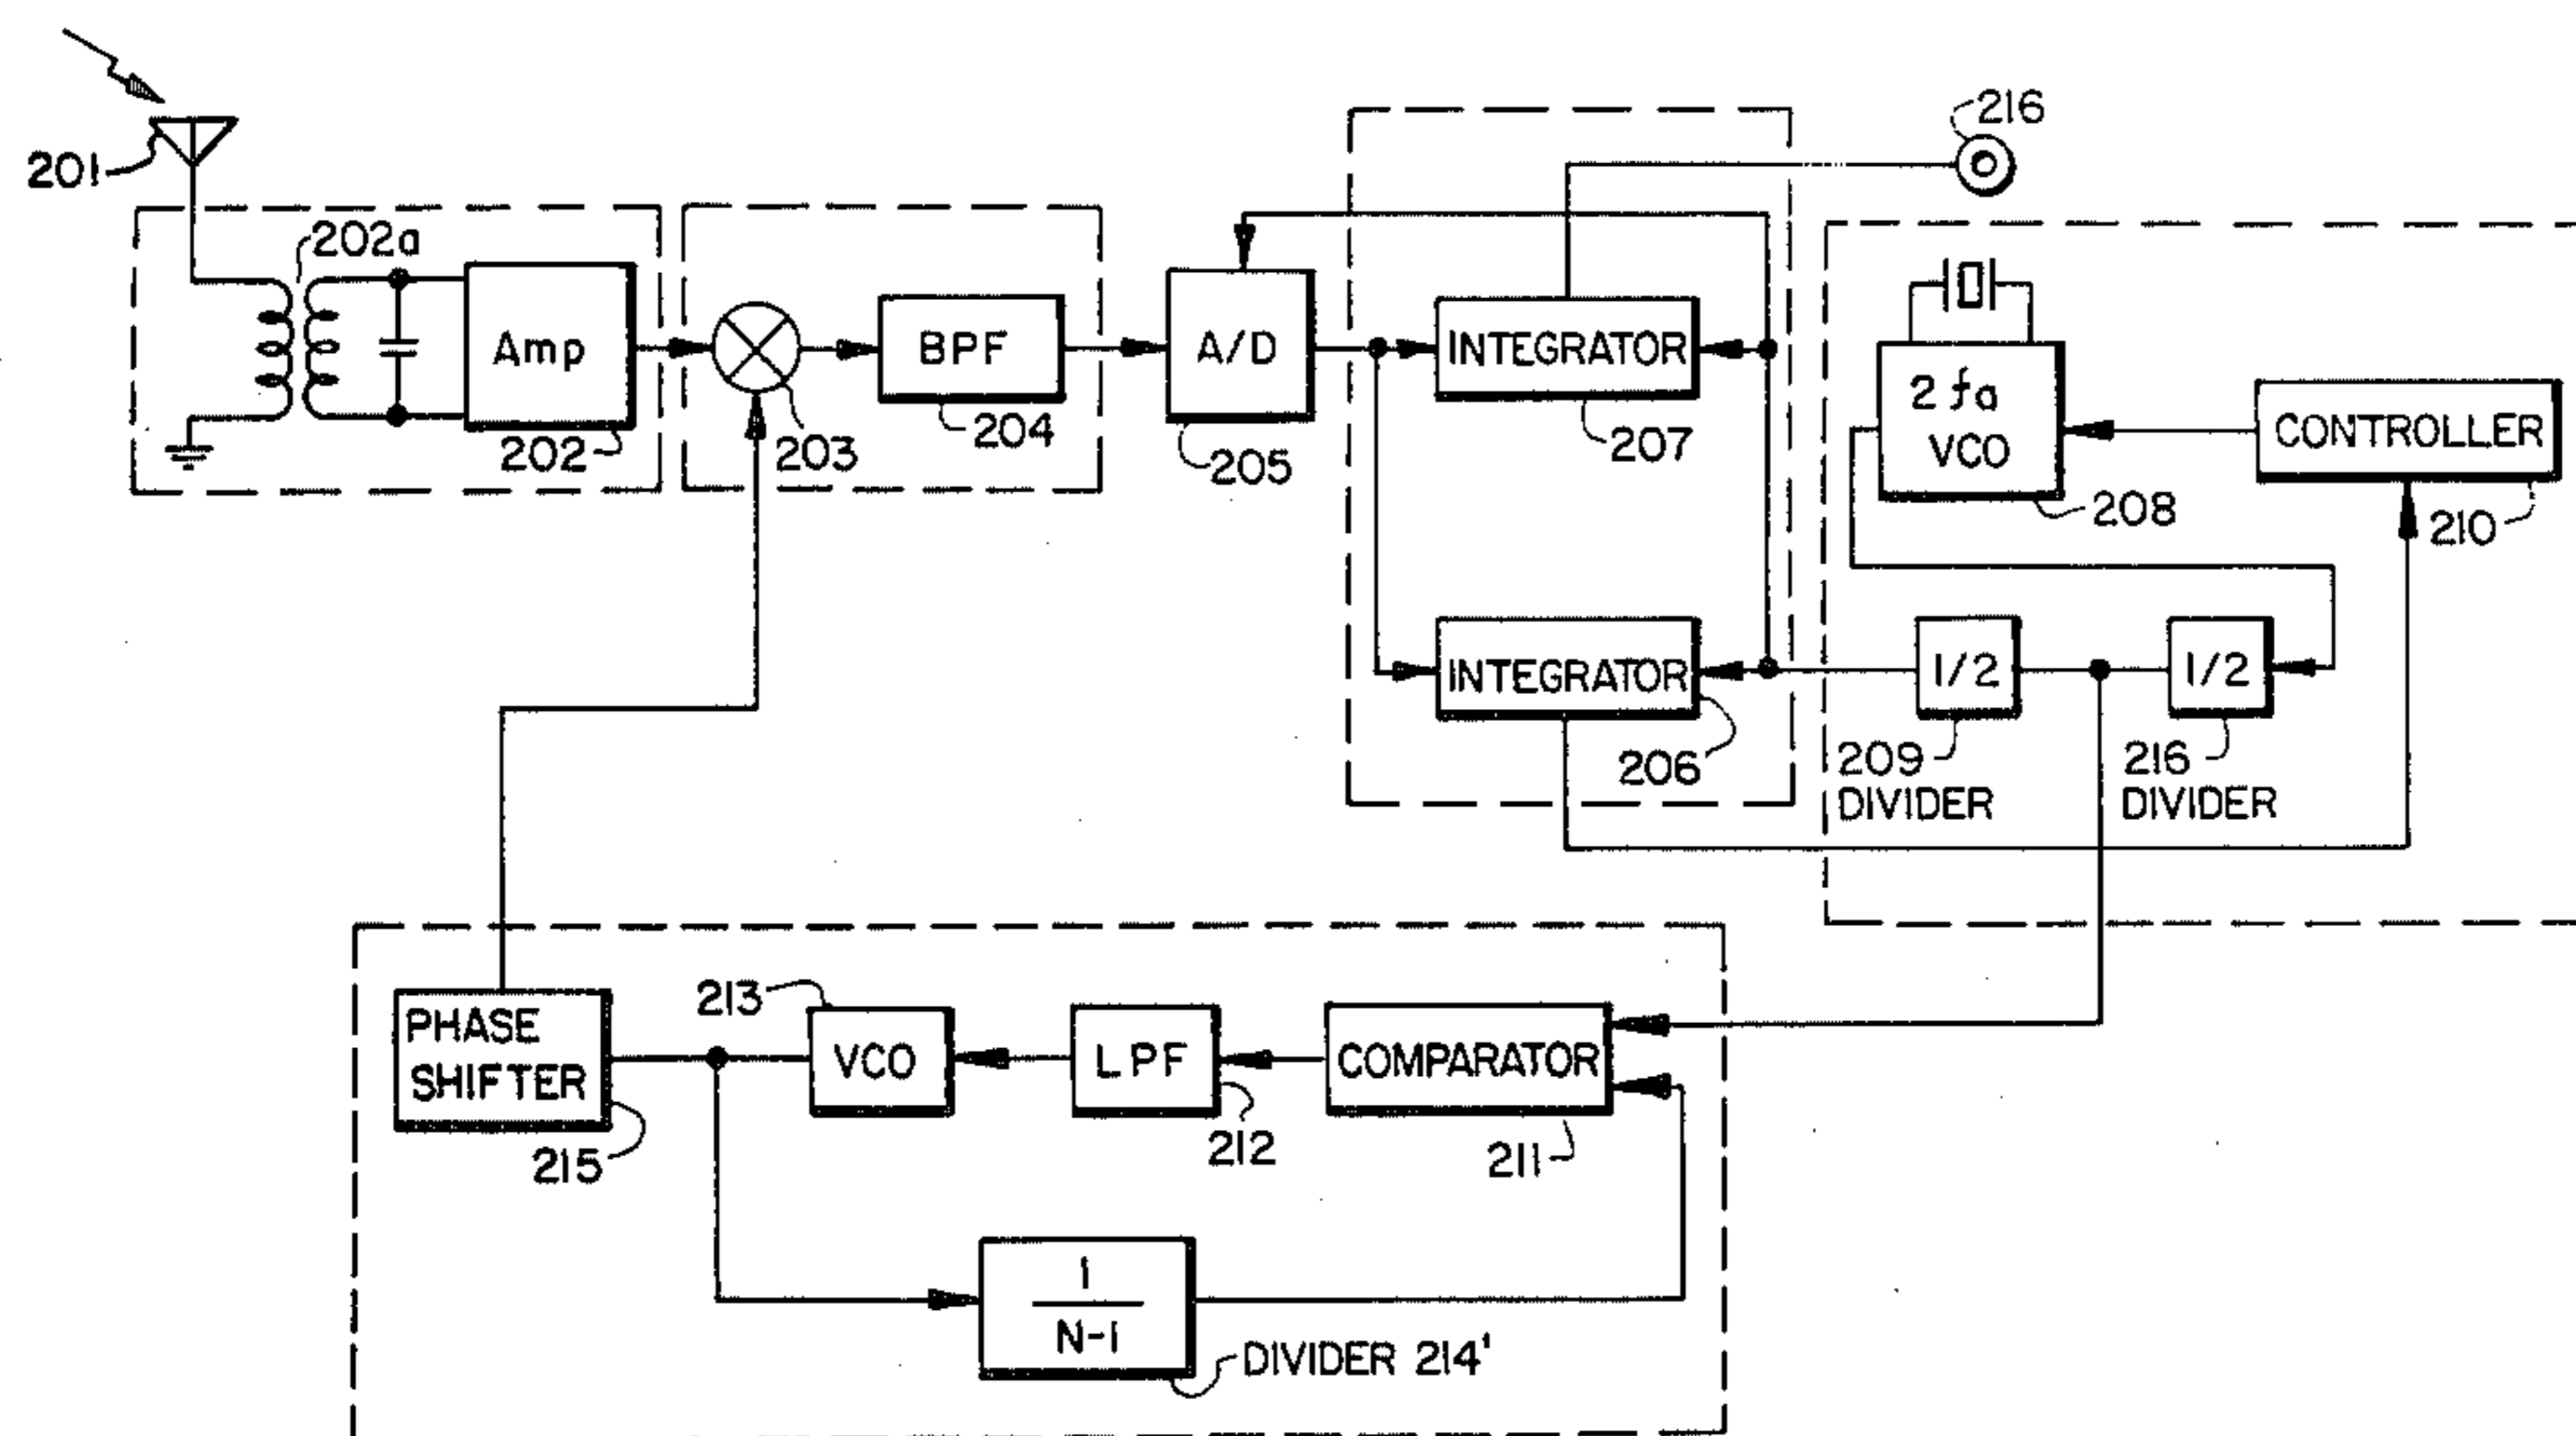 201
202a
Amp
202
203
BPF
204
A/D
205
INTEGRATOR
207
216
2 fa
VCO
208
CONTROLLER
210
INTEGRATOR
206
1/2
209
DIVIDER
1/2
216
DIVIDER
PHASE
SHIFTER
215
213
VCO
LPF
212
COMPARATOR
211
1
N-1
DIVIDER 214'